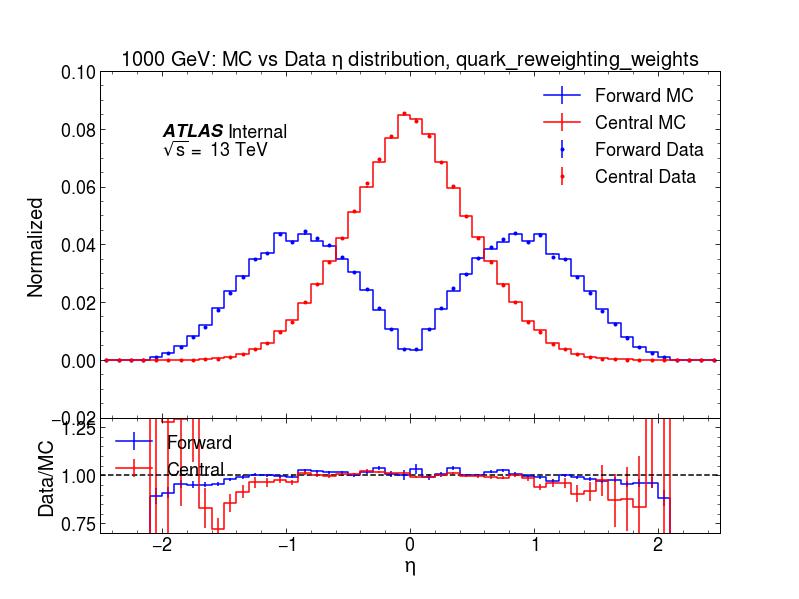 1000 GeV: MC vs Data η distribution, quark_reweighting_weights
0.10
0.08
0.06
0.04
0.02
0.00
−0.02
Normalized
ATLAS Internal
√s = 13 TeV
Forward MC
Central MC
Forward Data
Central Data
1.25
1.00
0.75
Data/MC
Forward
Central
−2 −1 0 1 2
η